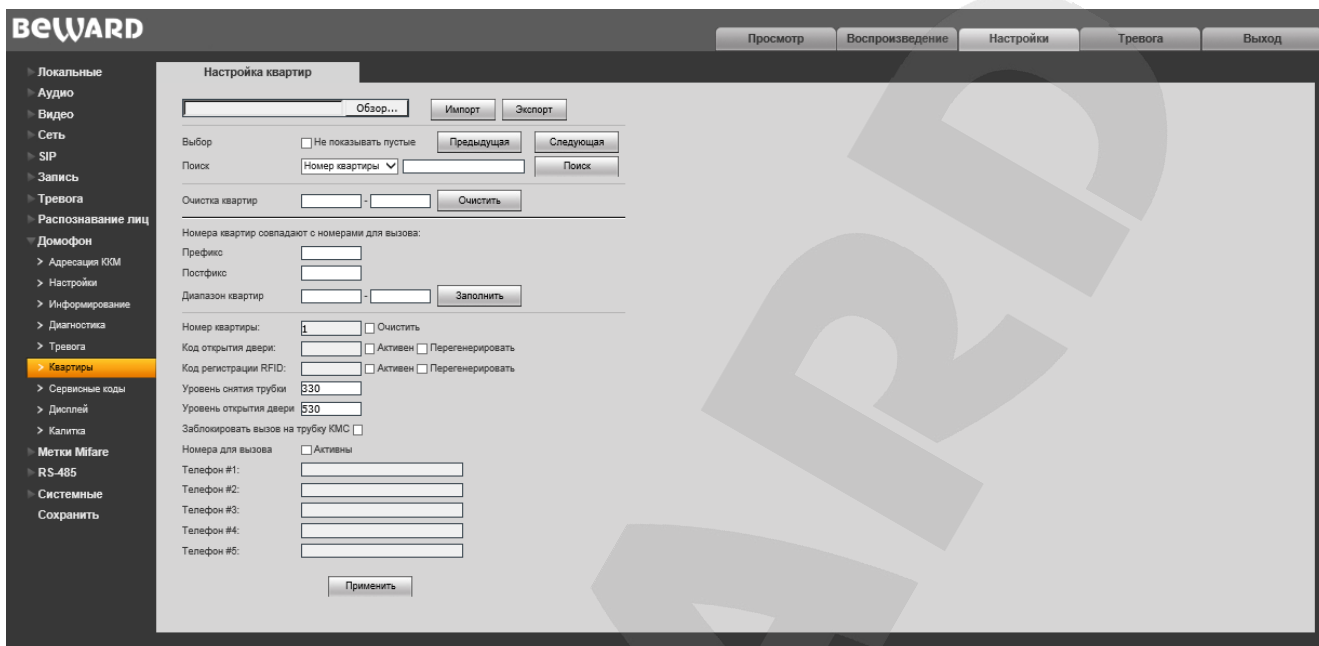 BEWARD
Просмотр Воспроизведение Настройки Тревога Выход
Локальные
Аудио
Видео
Сеть
SIP
Запись
Тревога
Распознавание лиц
Домофон
Адресация ККМ
Настройки
Информирование
Диагностика
Тревога
Квартиры
Сервисные коды
Дисплей
Калитка
Метки Mifare
RS-485
Системные
Сохранить
Настройка квартир
Обзор... Импорт Экспорт
Выбор Не показывать пустые Предыдущая Следующая
Поиск Номер квартиры Поиск
Очистка квартир - Очистить
Номера квартир совпадают с номерами для вызова:
Префикс
Постфикс
Диапазон квартир - Заполнить
Номер квартиры: 1 Очистить
Код открытия двери: Активен Перегенерировать
Код регистрации RFID: Активен Перегенерировать
Уровень снятия трубки 330
Уровень открытия двери 530
Заблокировать вызов на трубку КМС
Номера для вызова Активны
Телефон #1:
Телефон #2:
Телефон #3:
Телефон #4:
Телефон #5:
Применить